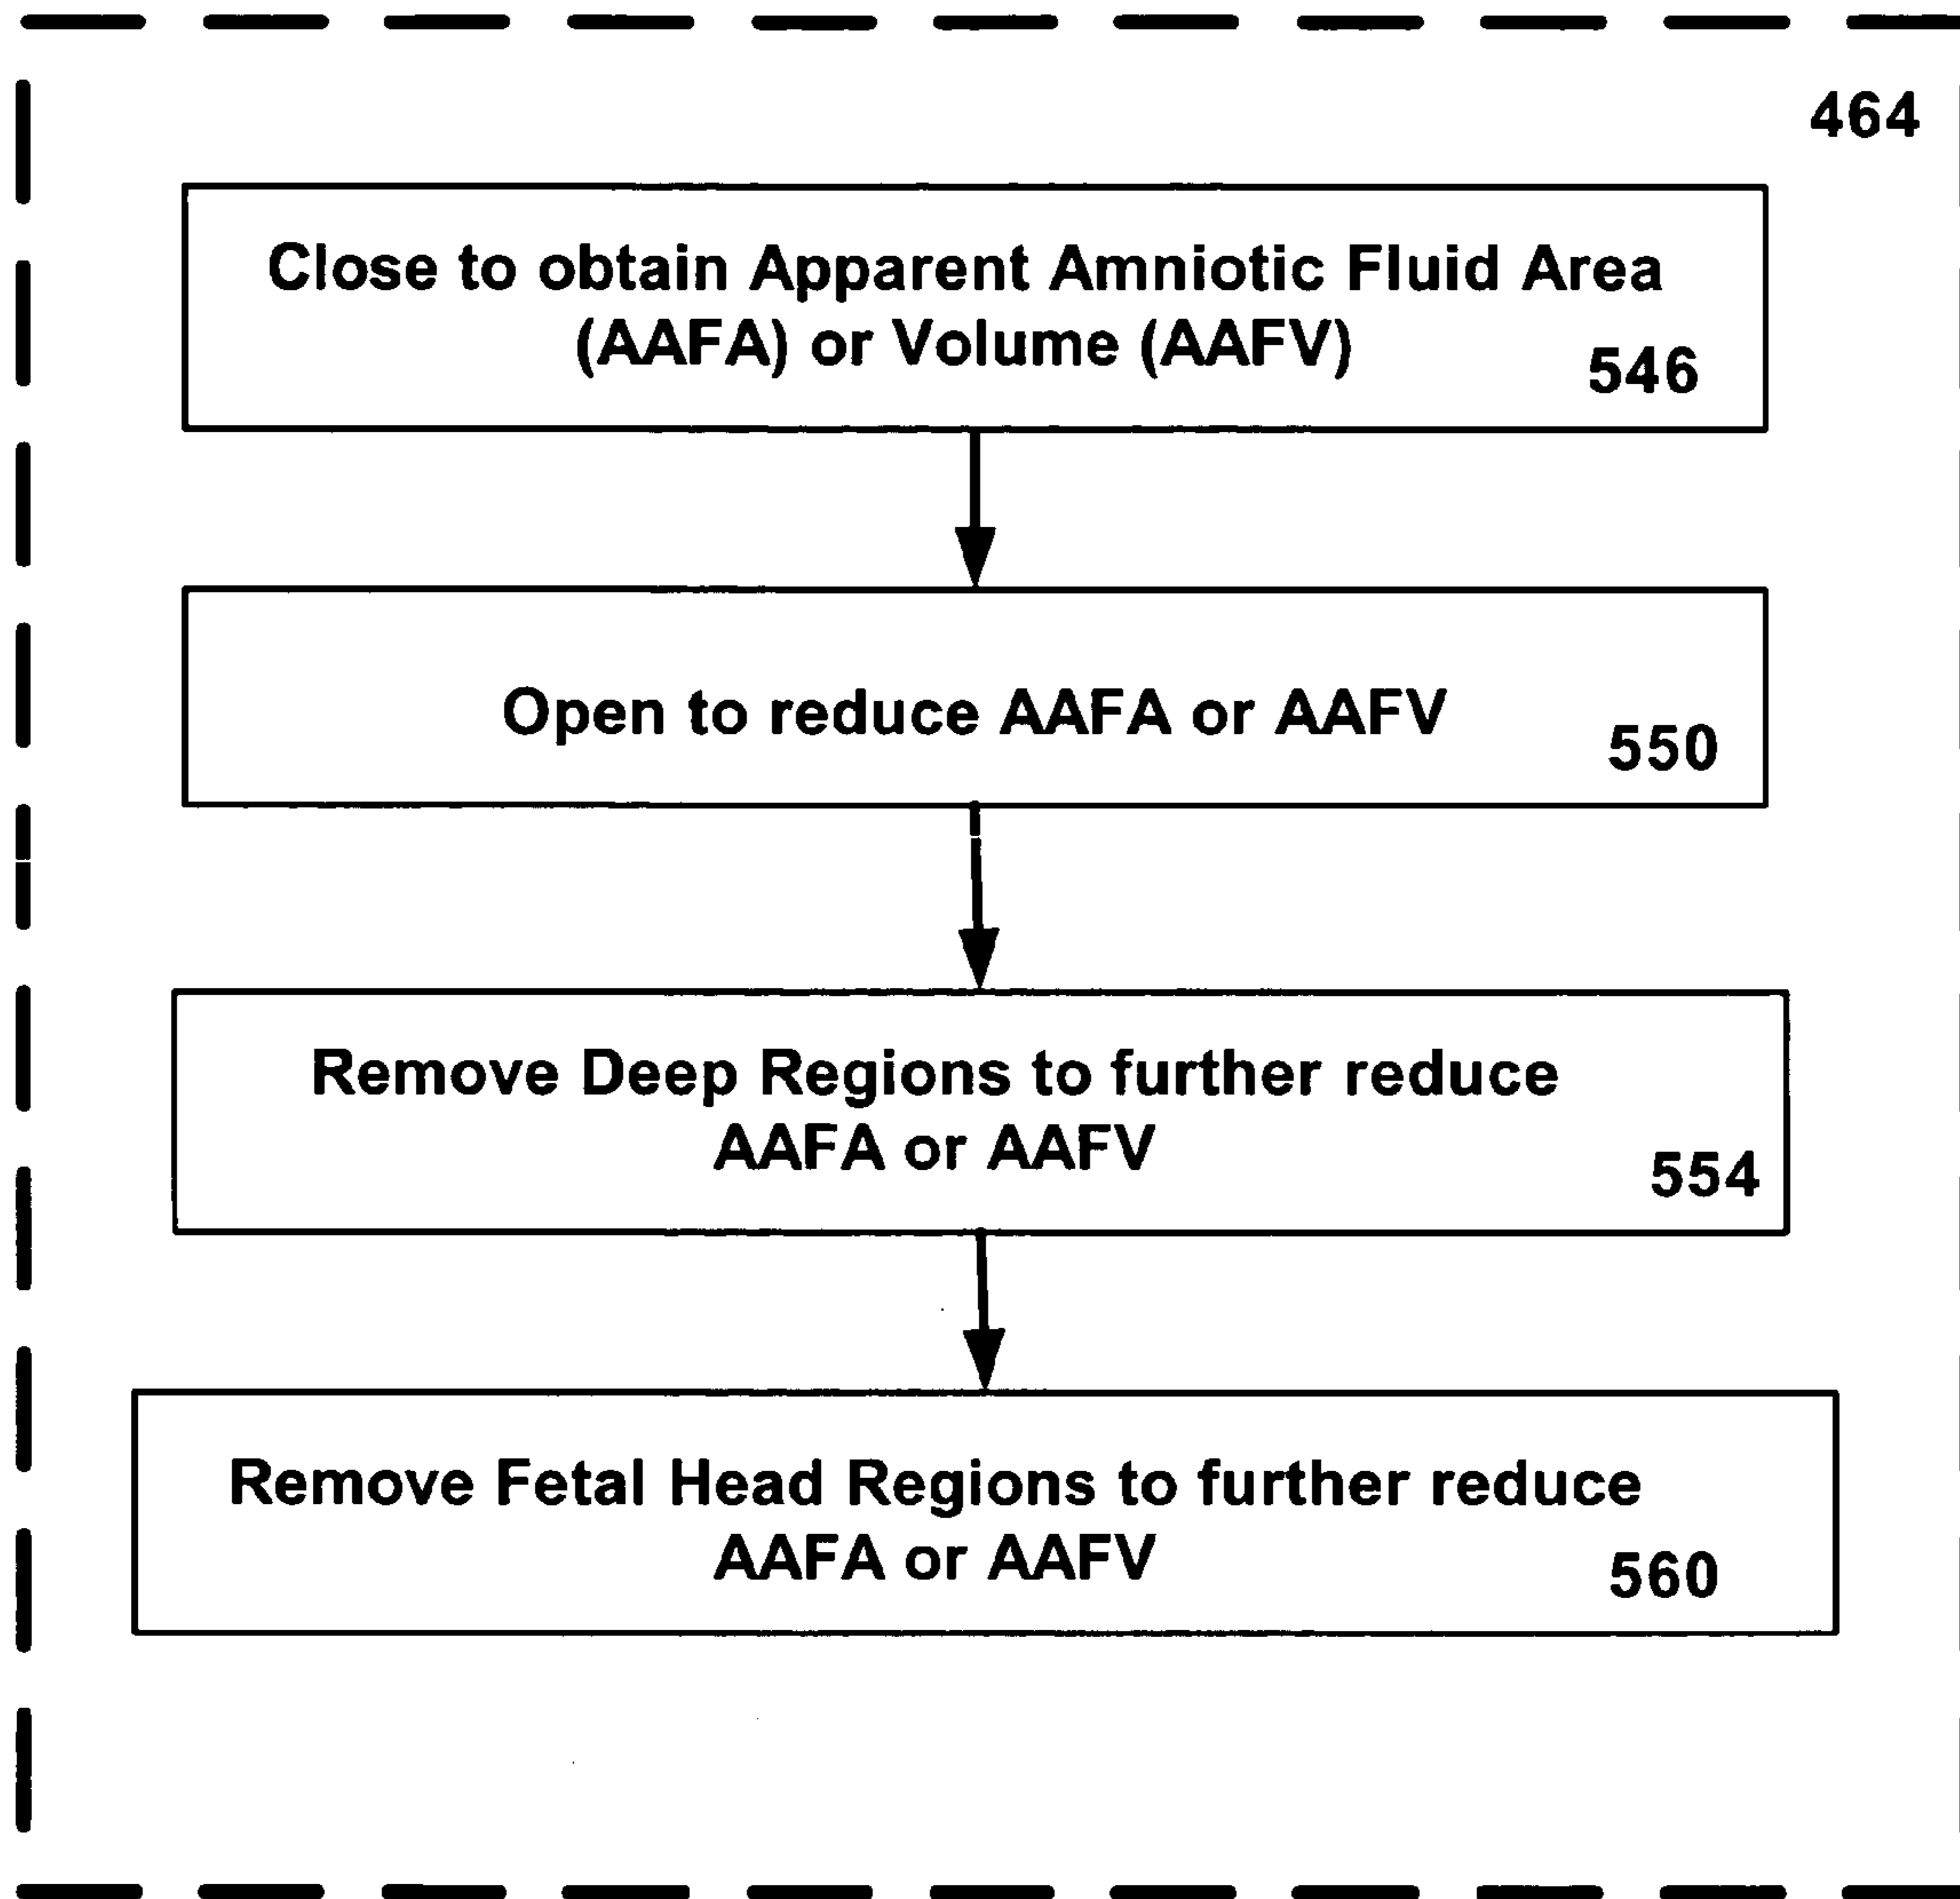 464
Close to obtain Apparent Amniotic Fluid Area
(AAFA) or Volume (AAFV)
546
Open to reduce AAFA or AAFV
550
Remove Deep Regions to further reduce
AAFA or AAFV
554
Remove Fetal Head Regions to further reduce
AAFA or AAFV
560